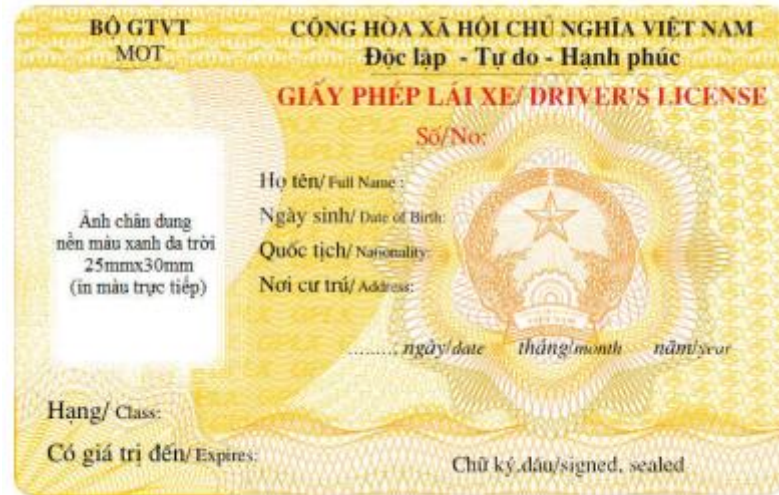 BỘ GTVT
MOT
CỘNG HÒA XÃ HỘI CHỦ NGHĨA VIỆT NAM
Độc lập - Tự do - Hạnh phúc
GIẤY PHÉP LÁI XE/ DRIVER'S LICENSE
Số/No:
Họ tên/ Full Name :
Ngày sinh/ Date of Birth:
Quốc tịch/ Nationality:
Nơi cư trú/ Address:
Ảnh chân dung
nền màu xanh da trời
25mmx30mm
(in màu trực tiếp)
......... ngày/date tháng/month năm/year
Hạng/ Class:
Có giá trị đến/ Expires:
Chữ ký,dấu/signed, sealed